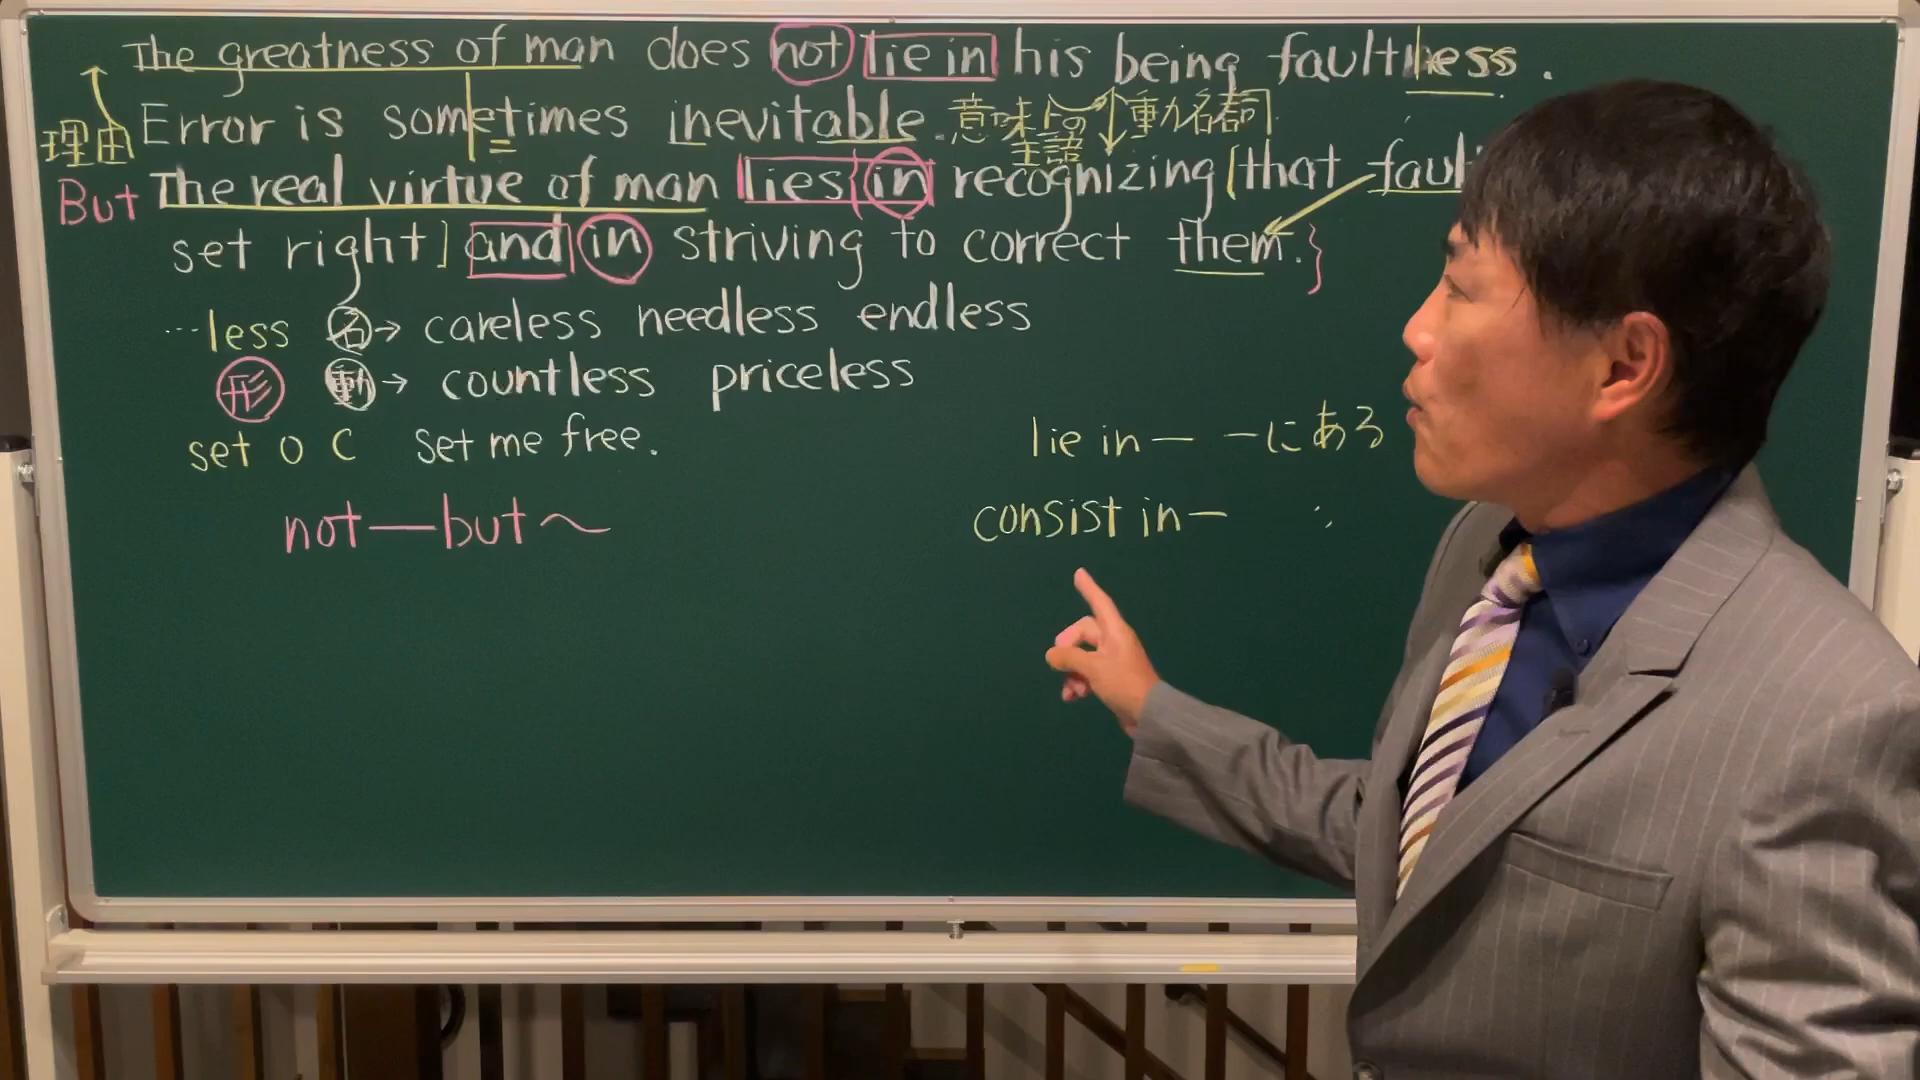 The greatness of man does not lie in his being faultless.
理由 Error is sometimes inevitable. 意味上の主語 動名詞
But The real virtue of man lies in recognizing that faul
set right and in striving to correct them.
…less 名→ careless needless endless
形 動→ countless priceless
set O C set me free.
lie in— —にある
not—but～
consist in—